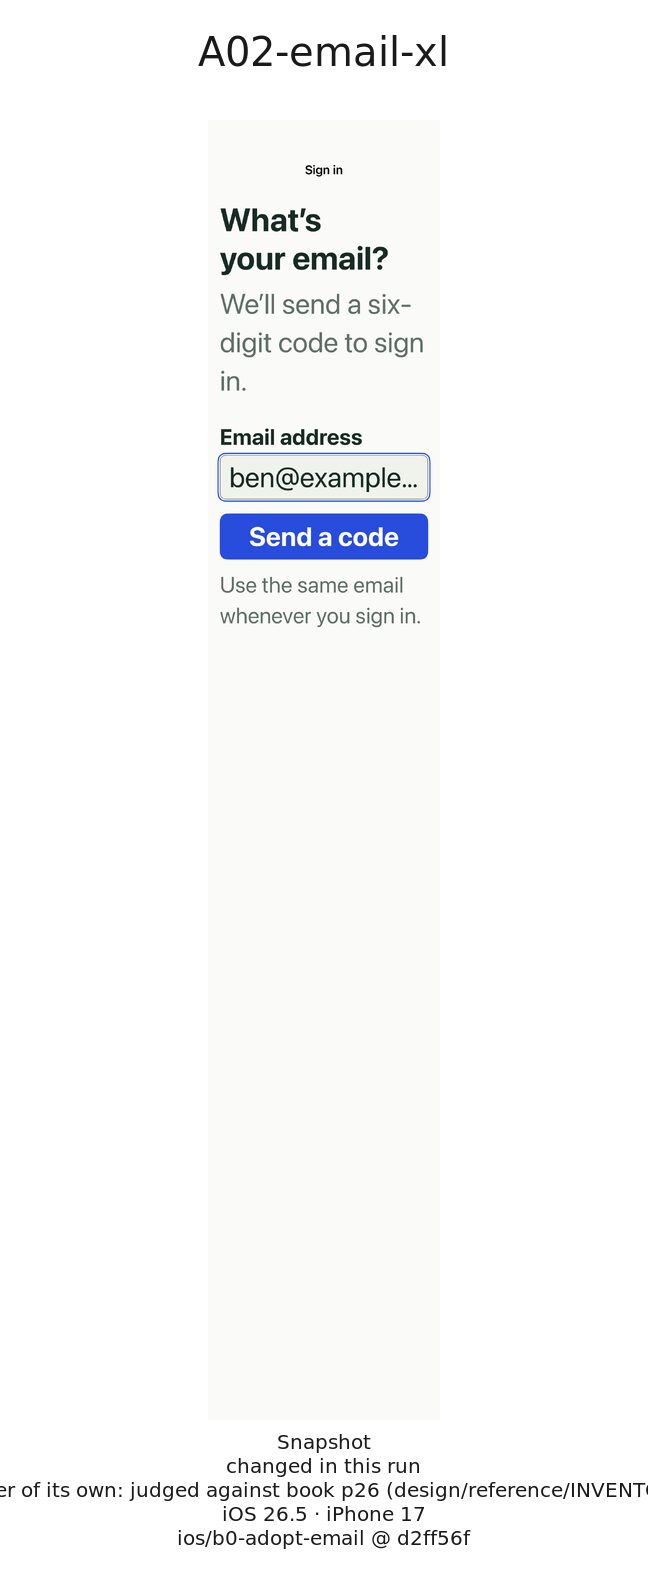 A02-email-xl
Sign in
What’s
your email?
We’ll send a six-
digit code to sign
in.
Email address
ben@example…
Send a code
Use the same email
whenever you sign in.
Snapshot
changed in this run
of its own: judged against book p26 (design/reference/
iOS 26.5 · iPhone 17
ios/b0-adopt-email @ d2ff56f